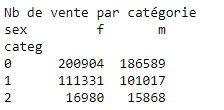 Nb de vente par catégorie
sex f m
categ
0 200904 186589
1 111331 101017
2 16980 15868